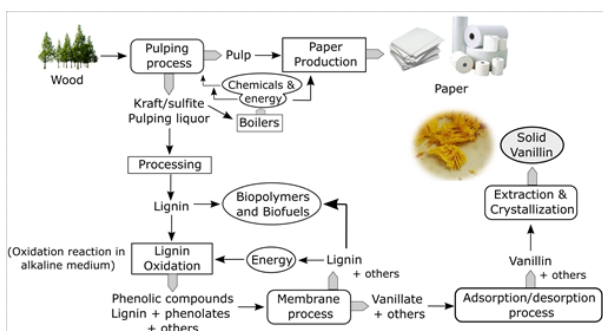 Wood
Pulping
process
Pulp
Paper
Production
Paper
Chemicals &
energy
Kraft/sulfite
Pulping liquor
Boilers
Processing
Lignin
Biopolymers
and Biofuels
Solid
Vanillin
Extraction &
Crystallization
(Oxidation reaction in
alkaline medium)
Lignin
Oxidation
Energy
Lignin
+ others
Vanillin
+ others
Phenolic compounds
Lignin + phenolates
+ others
Membrane
process
Vanillate
+ others
Adsorption/desorption
process